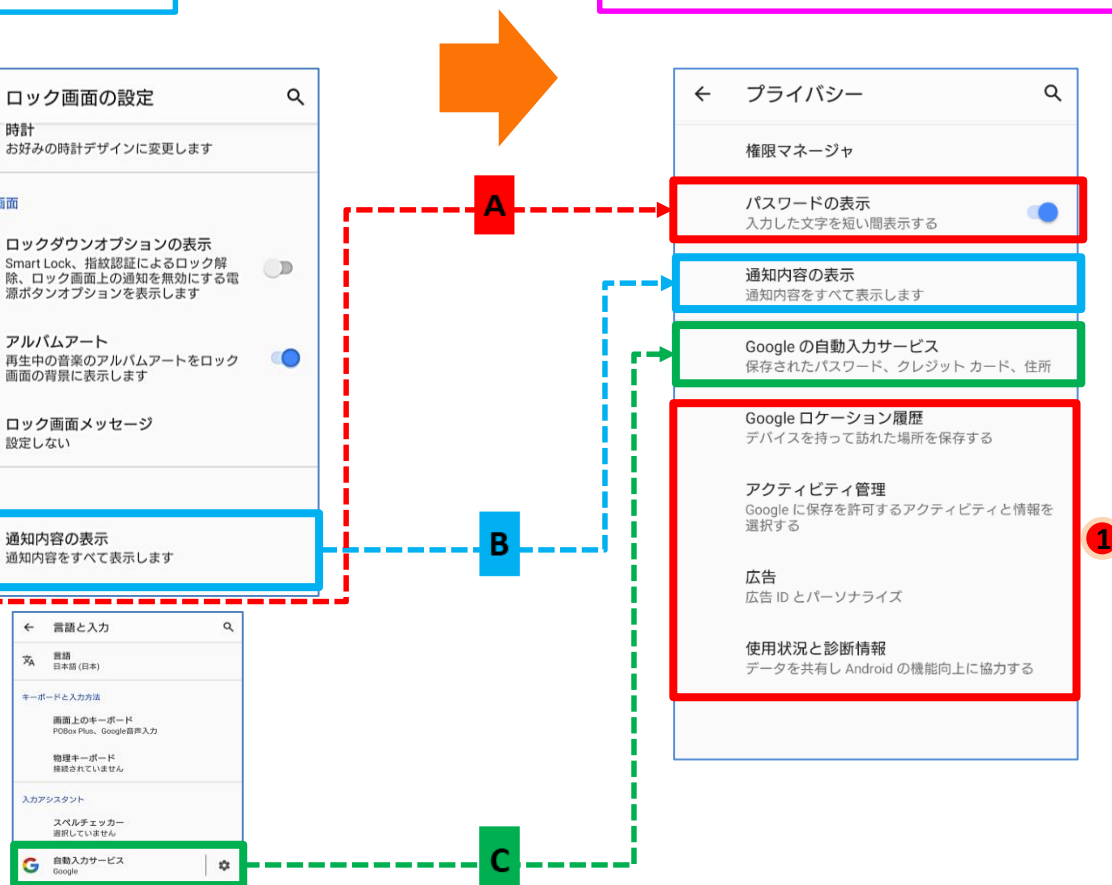 ロック画面の設定
時計
お好みの時計デザインに変更します
画面
ロックダウンオプションの表示
Smart Lock、指紋認証によるロック解
除、ロック画面上の通知を無効にする電
源ボタンオプションを表示します
アルバムアート
再生中の音楽のアルバムアートをロック
画面の背景に表示します
ロック画面メッセージ
設定しない
通知内容の表示
通知内容をすべて表示します
言語と入力
言語
日本語 (日本)
キーボードと入力方法
画面上のキーボード
POBox Plus、Google音声入力
物理キーボード
接続されていません
入力アシスタント
スペルチェッカー
選択していません
自動入力サービス
Google
A
B
C
プライバシー
権限マネージャ
パスワードの表示
入力した文字を短い間表示する
通知内容の表示
通知内容をすべて表示します
Google の自動入力サービス
保存されたパスワード、クレジット カード、住所
Google ロケーション履歴
デバイスを持って訪れた場所を保存する
アクティビティ管理
Google に保存を許可するアクティビティと情報を
選択する
広告
広告 ID とパーソナライズ
使用状況と診断情報
データを共有し Android の機能向上に協力する
1